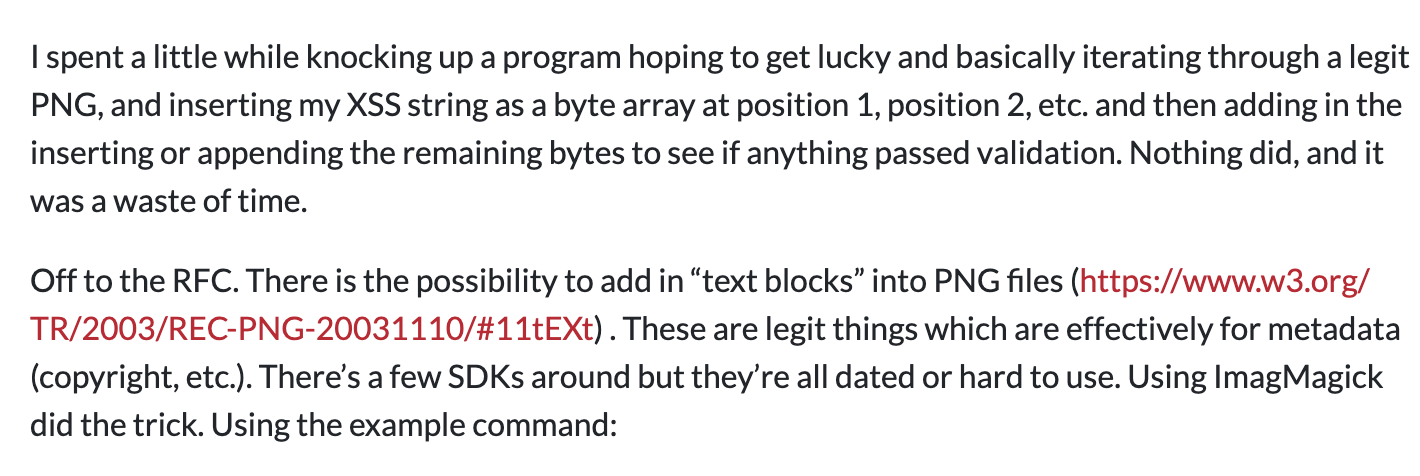 I spent a little while knocking up a program hoping to get lucky and basically iterating through a legit
PNG, and inserting my XSS string as a byte array at position 1, position 2, etc. and then adding in the
inserting or appending the remaining bytes to see if anything passed validation. Nothing did, and it
was a waste of time.
Off to the RFC. There is the possibility to add in “text blocks” into PNG files (https://www.w3.org/
TR/2003/REC-PNG-20031110/#11tEXt) . These are legit things which are effectively for metadata
(copyright, etc.). There’s a few SDKs around but they’re all dated or hard to use. Using ImagMagick
did the trick. Using the example command: